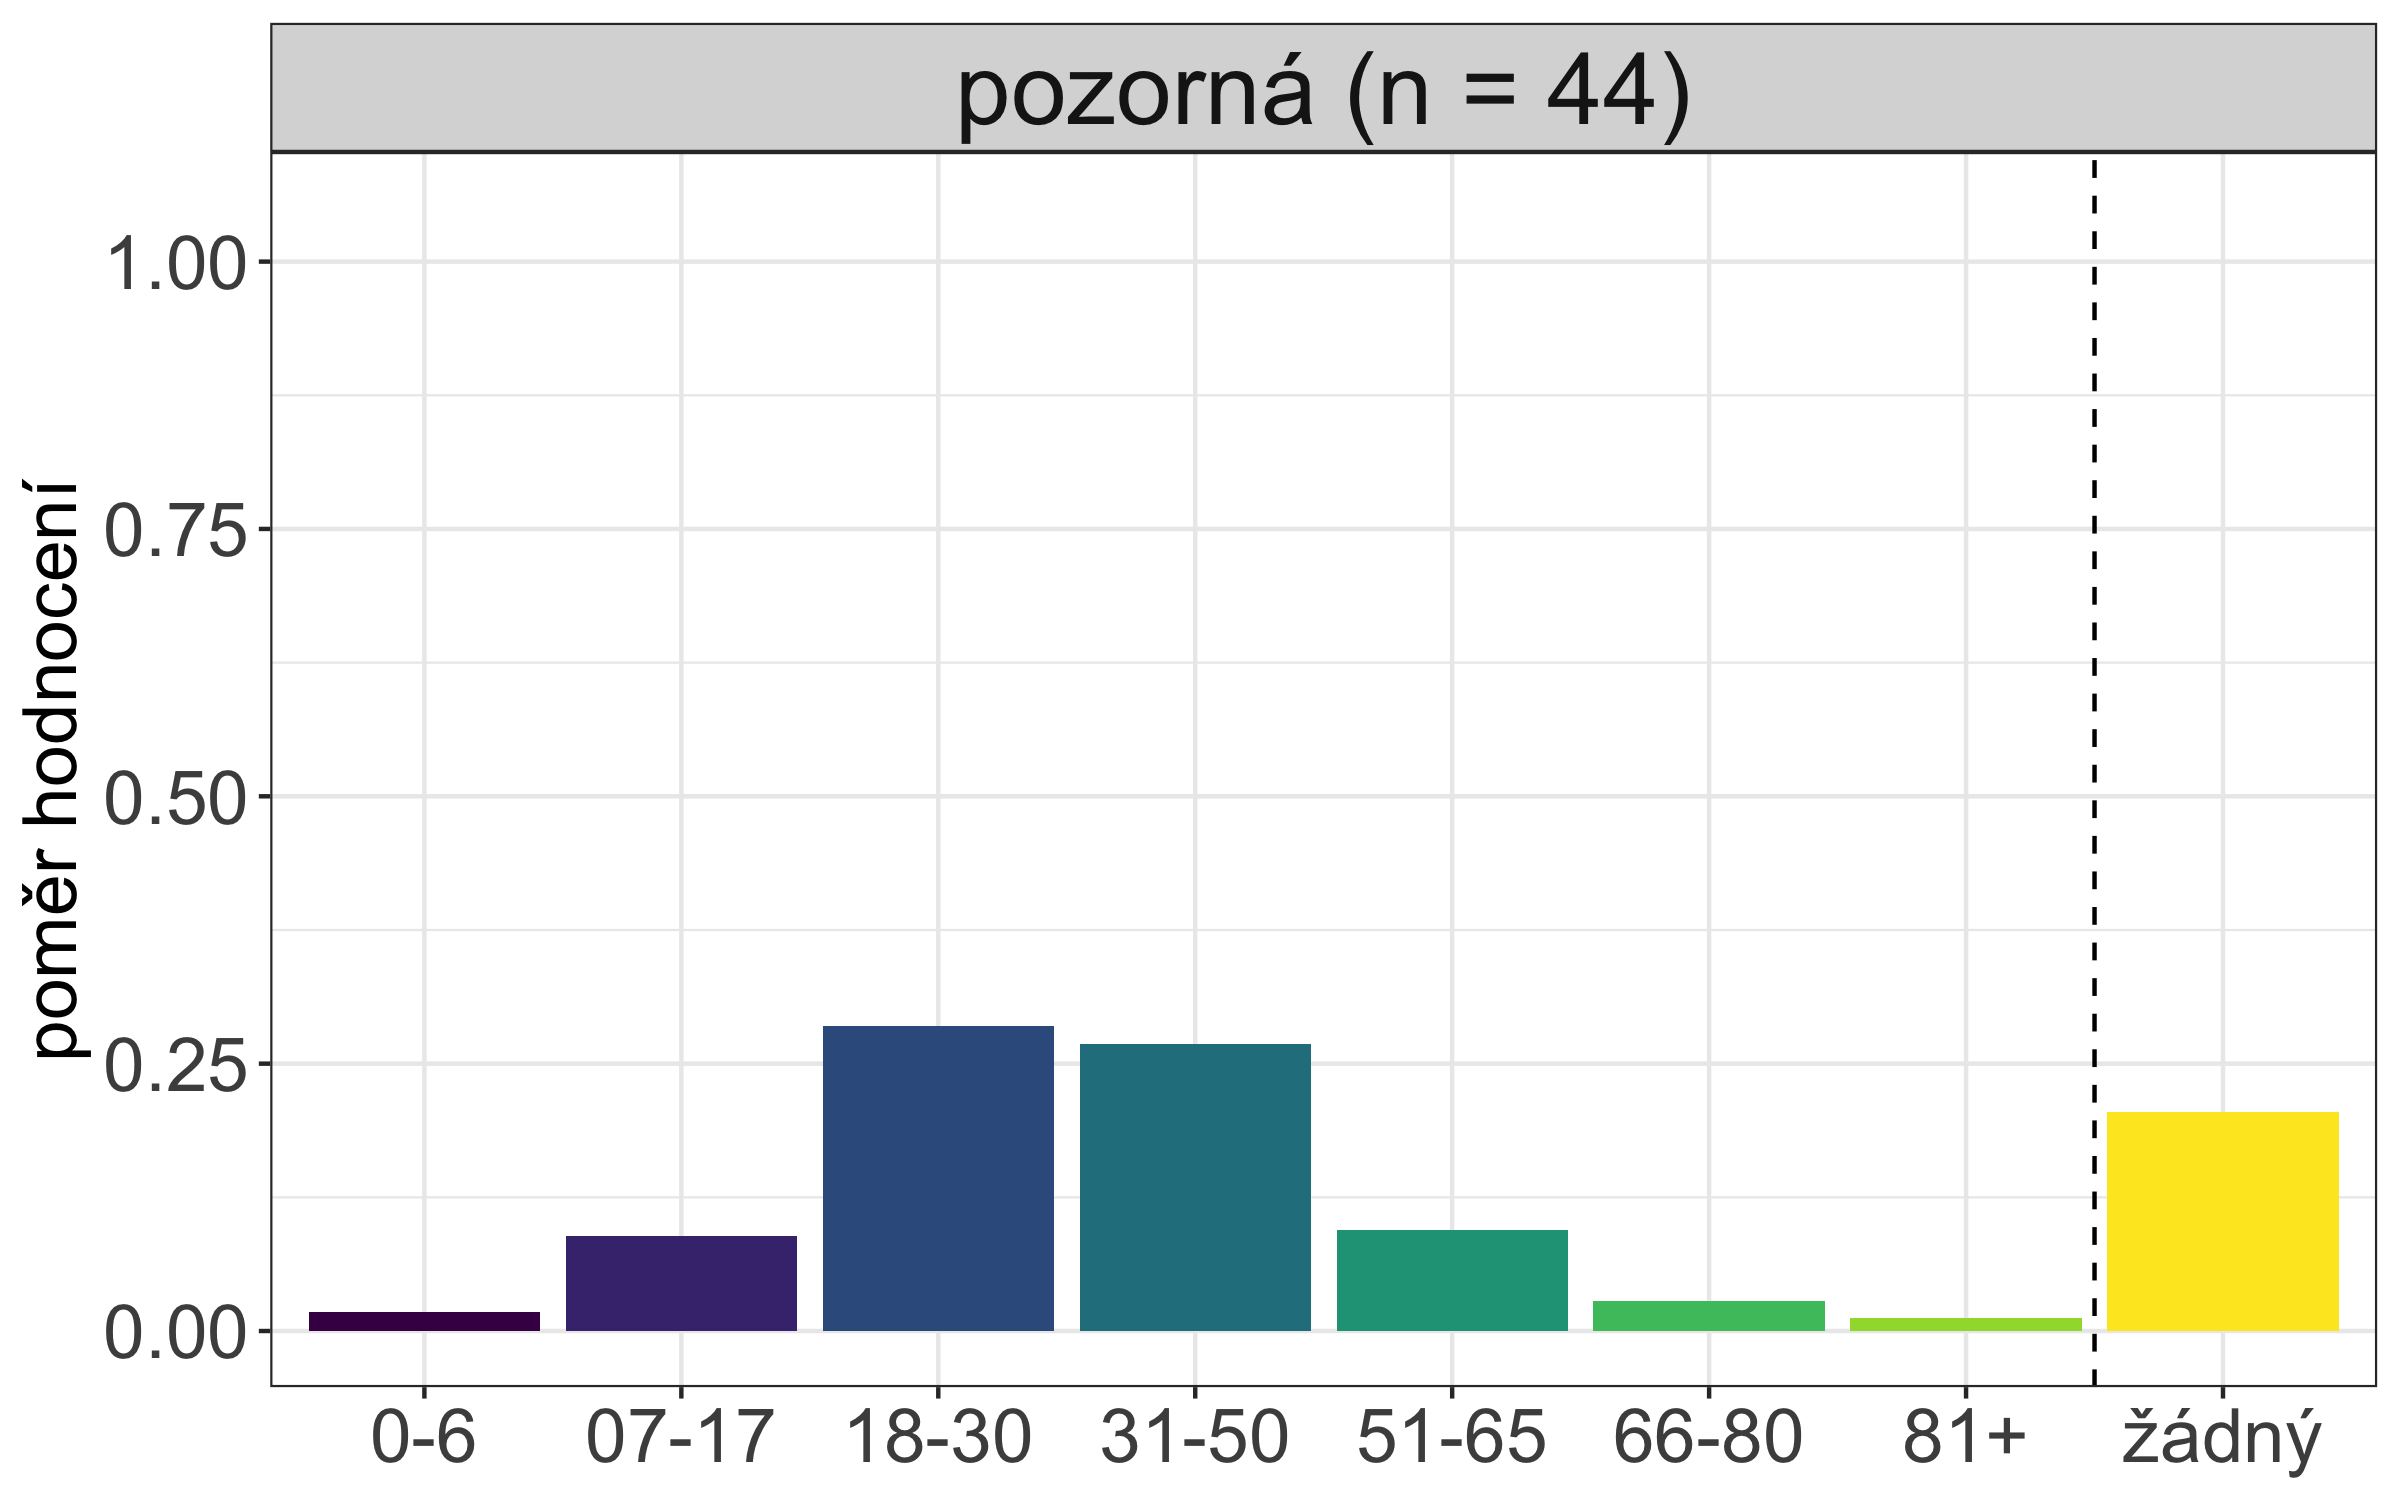 pozorná (n = 44)
poměr hodnocení
1.00
0.75
0.50
0.25
0.00
0-6 07-17 18-30 31-50 51-65 66-80 81+ žádný